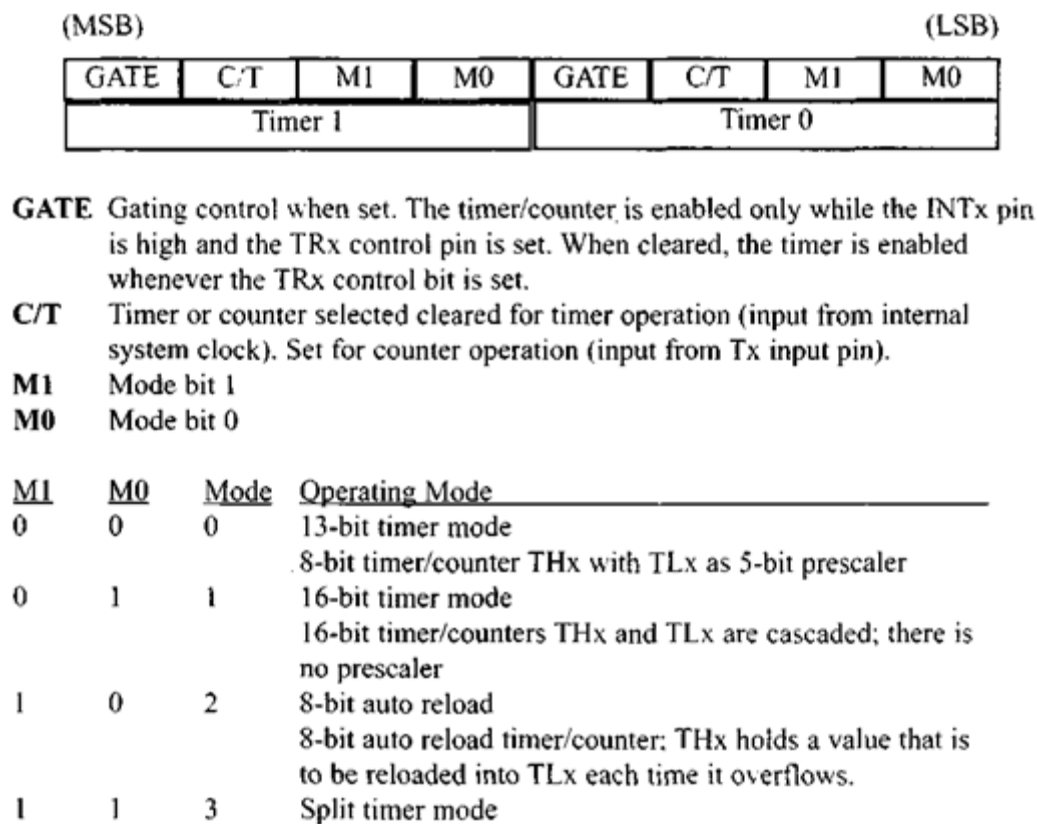 (MSB) (LSB)
GATE C/T M1 M0 GATE C/T M1 M0
Timer 1 Timer 0
GATE Gating control when set. The timer/counter is enabled only while the INTx pin
is high and the TRx control pin is set. When cleared, the timer is enabled
whenever the TRx control bit is set.
C/T Timer or counter selected cleared for timer operation (input from internal
system clock). Set for counter operation (input from Tx input pin).
M1 Mode bit 1
M0 Mode bit 0
M1 M0 Mode Operating Mode
0 0 0 13-bit timer mode
8-bit timer/counter THx with TLx as 5-bit prescaler
0 1 1 16-bit timer mode
16-bit timer/counters THx and TLx are cascaded; there is
no prescaler
1 0 2 8-bit auto reload
8-bit auto reload timer/counter; THx holds a value that is
to be reloaded into TLx each time it overflows.
1 1 3 Split timer mode